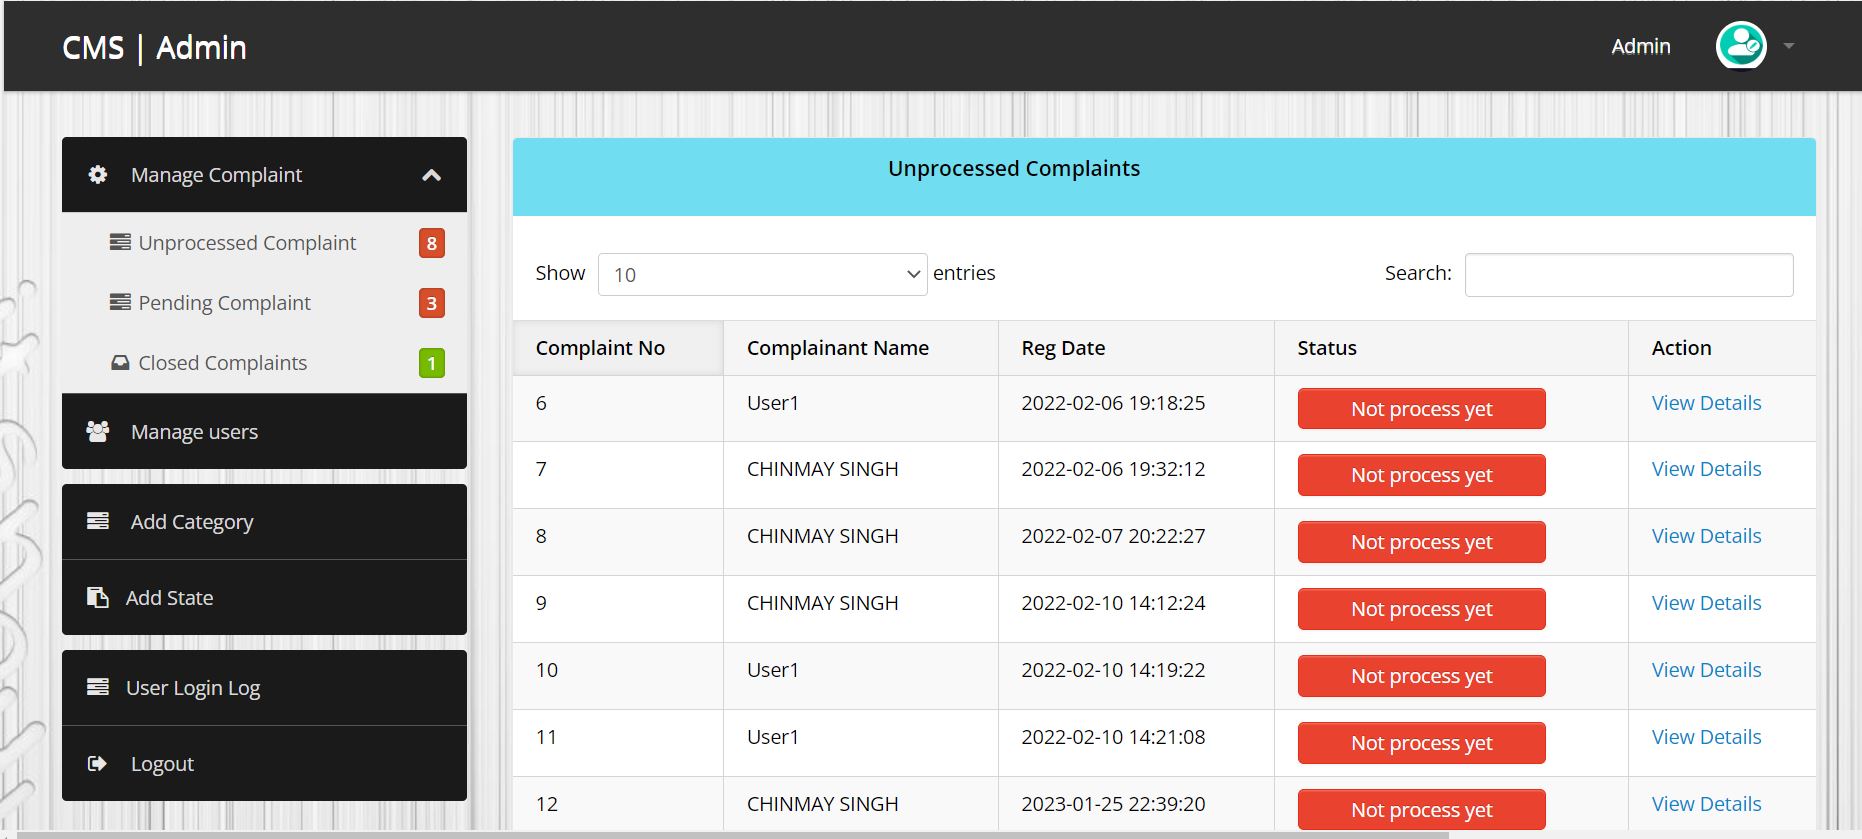 CMS | Admin
Admin
Manage Complaint
Unprocessed Complaint 8
Pending Complaint 3
Closed Complaints 1
Manage users
Add Category
Add State
User Login Log
Logout
Unprocessed Complaints
Show 10 entries Search:
Complaint No Complainant Name Reg Date Status Action
6 User1 2022-02-06 19:18:25 Not process yet View Details
7 CHINMAY SINGH 2022-02-06 19:32:12 Not process yet View Details
8 CHINMAY SINGH 2022-02-07 20:22:27 Not process yet View Details
9 CHINMAY SINGH 2022-02-10 14:12:24 Not process yet View Details
10 User1 2022-02-10 14:19:22 Not process yet View Details
11 User1 2022-02-10 14:21:08 Not process yet View Details
12 CHINMAY SINGH 2023-01-25 22:39:20 Not process yet View Details